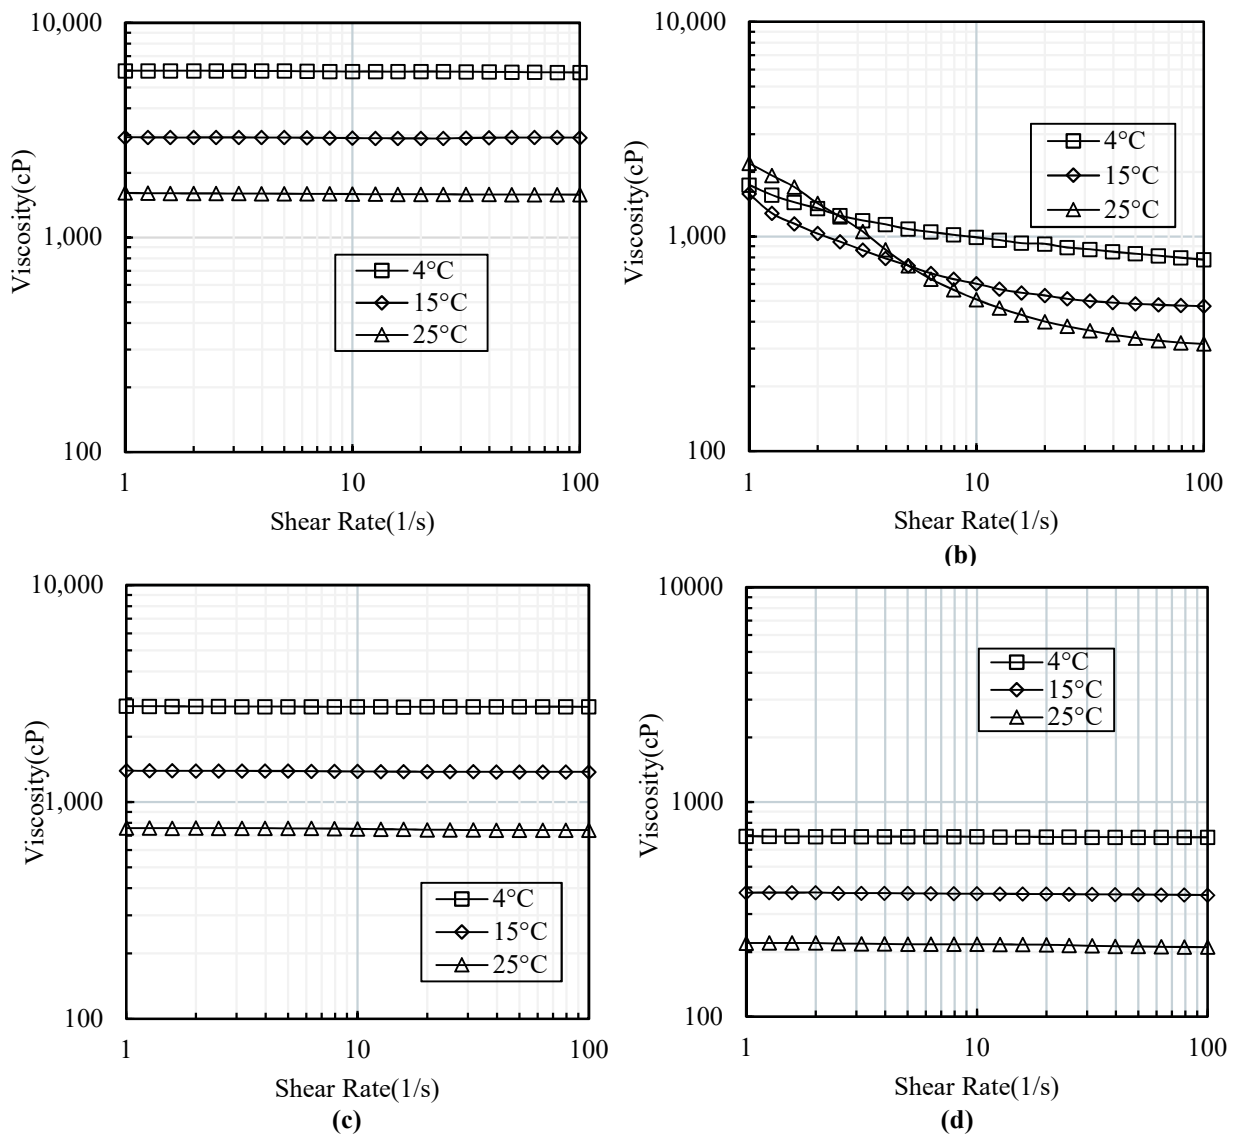 10,000
1,000
100
Viscosity(cP)
4°C
15°C
25°C
1
10
100
Shear Rate(1/s)
10,000
1,000
100
Viscosity(cP)
4°C
15°C
25°C
1
10
100
Shear Rate(1/s)
(b)
10,000
1,000
100
Viscosity(cP)
4°C
15°C
25°C
1
10
100
Shear Rate(1/s)
(c)
10000
1000
100
Viscosity(cP)
4°C
15°C
25°C
1
10
100
Shear Rate(1/s)
(d)